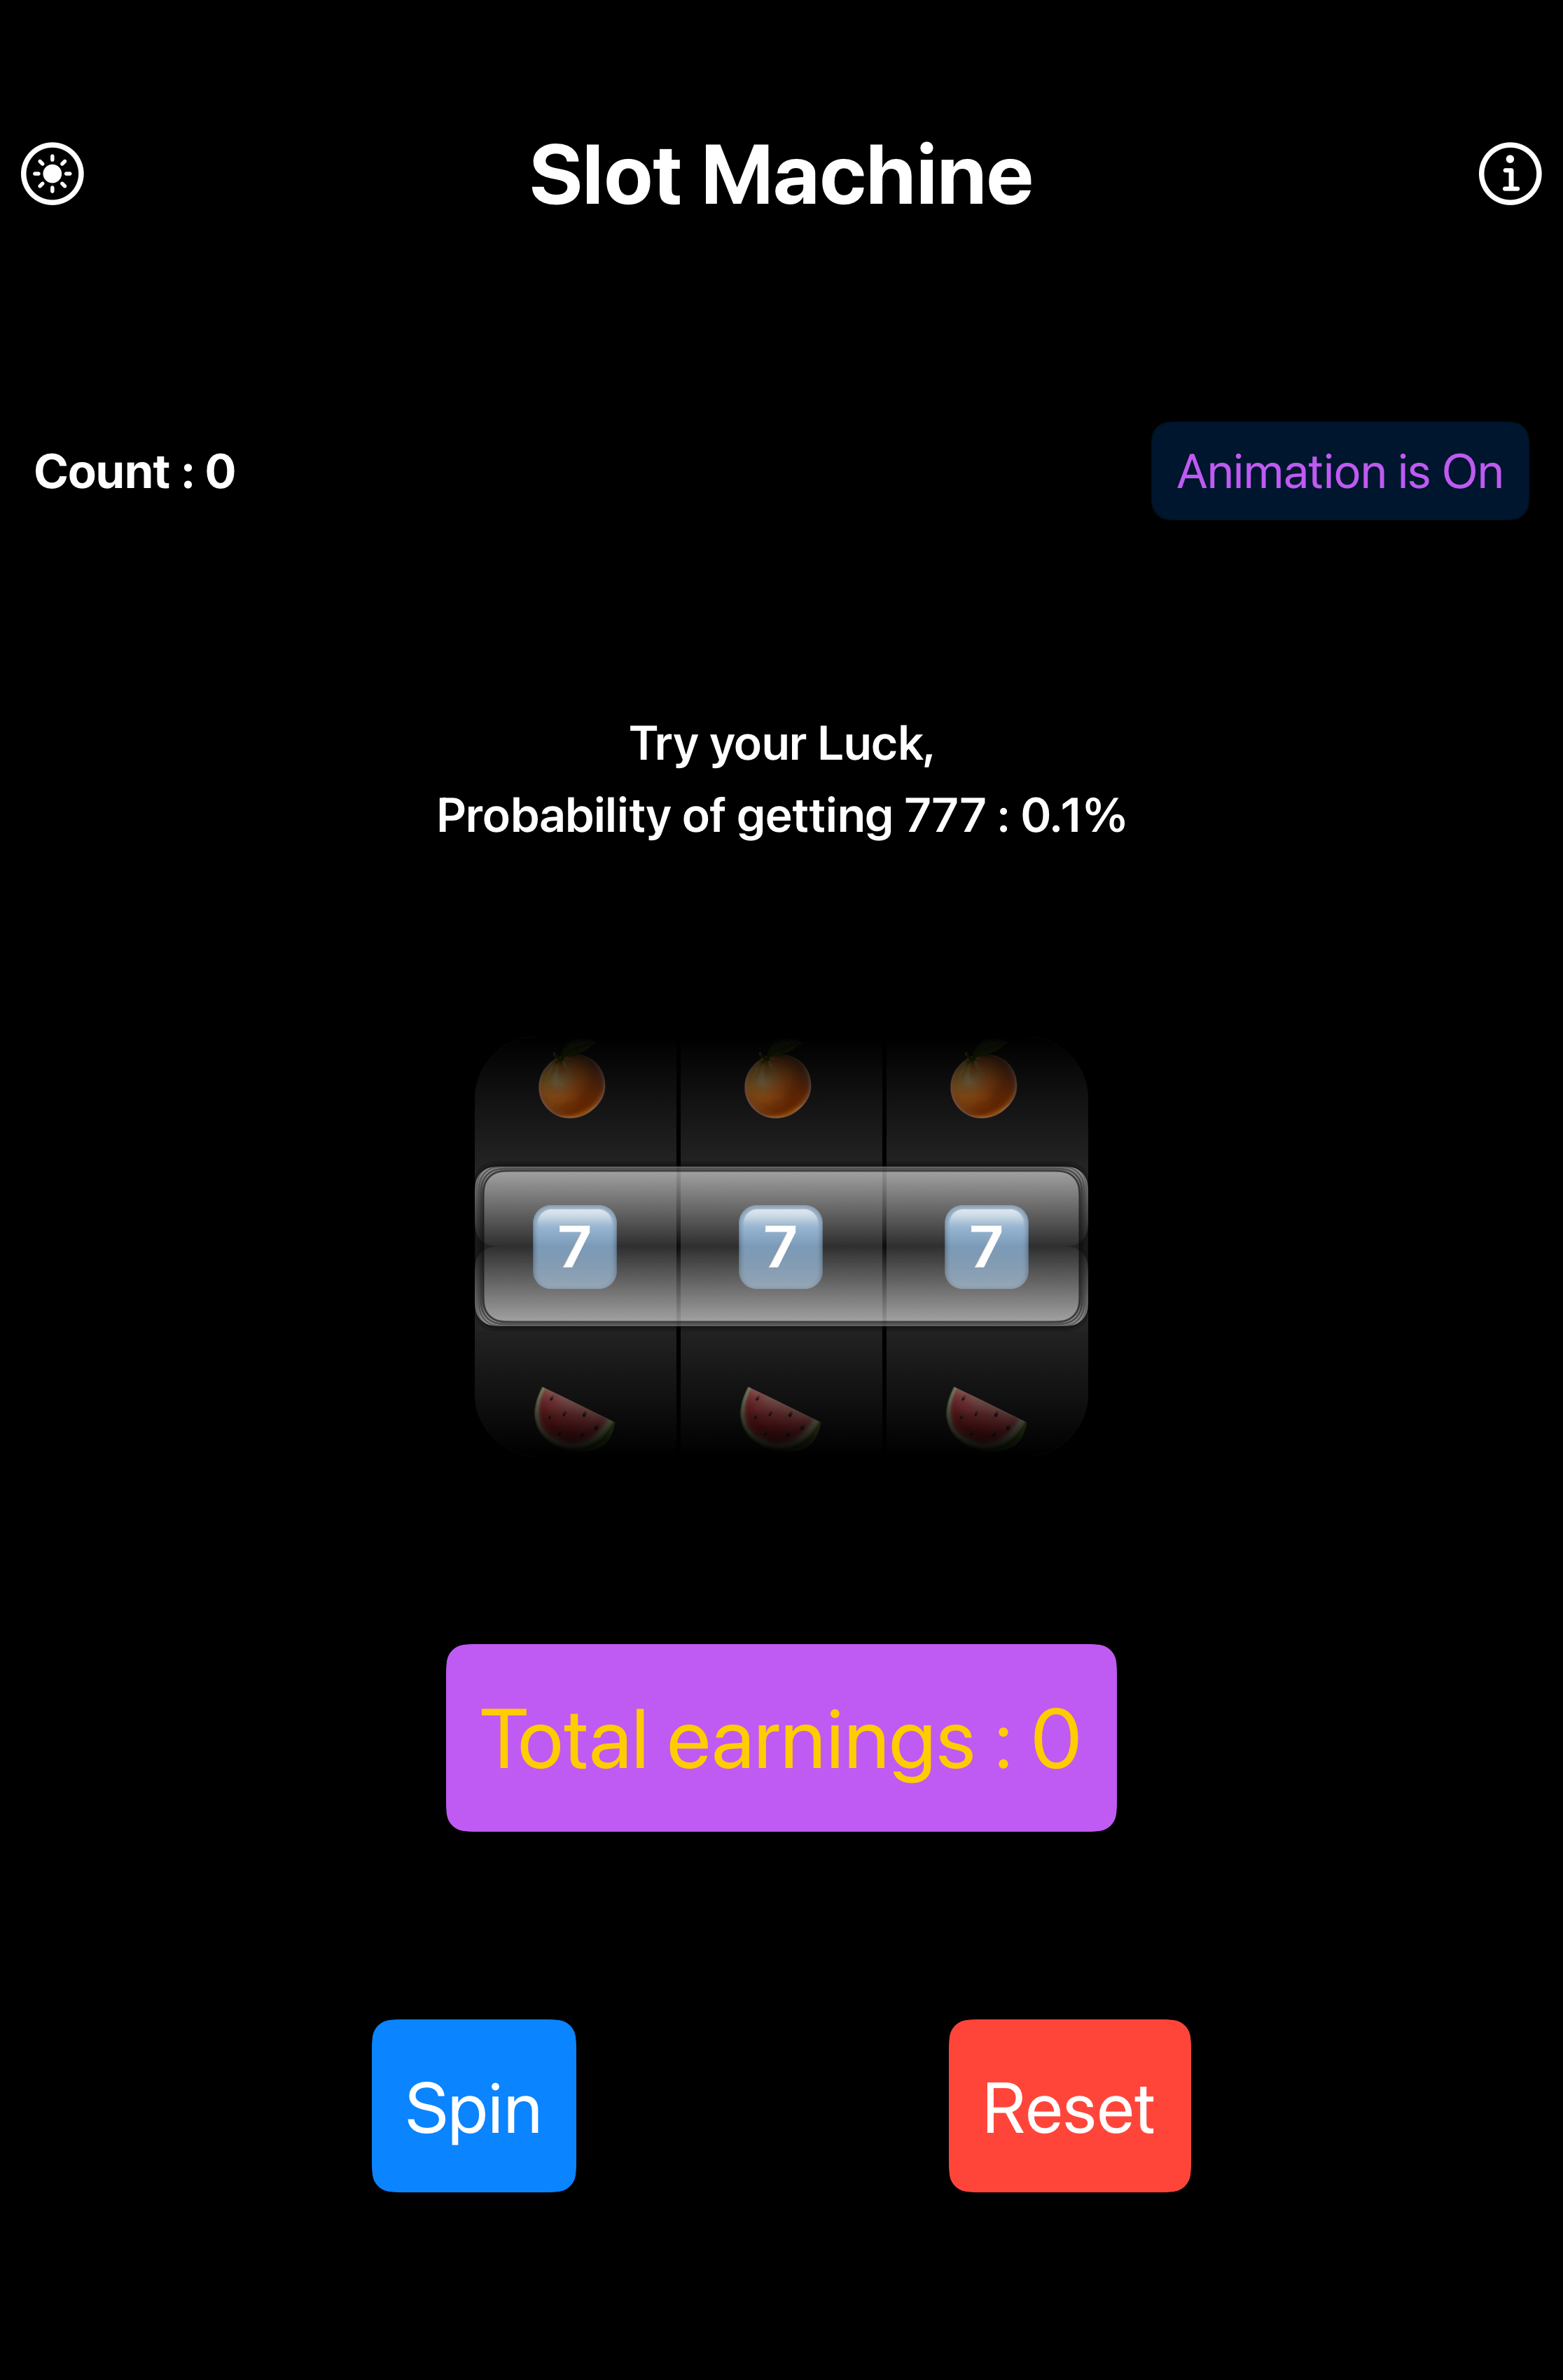 Slot Machine
Count : 0
Animation is On
Try your Luck,
Probability of getting 777 : 0.1%
7 7 7
Total earnings : 0
Spin
Reset